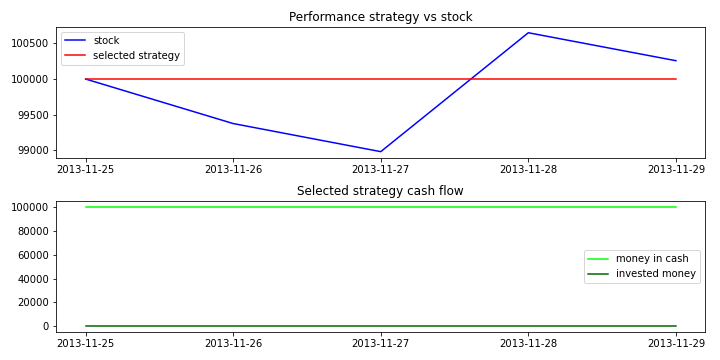 Performance strategy vs stock
100500
100000
99500
99000
stock
selected strategy
2013-11-25 2013-11-26 2013-11-27 2013-11-28 2013-11-29
Selected strategy cash flow
100000
80000
60000
40000
20000
0
money in cash
invested money
2013-11-25 2013-11-26 2013-11-27 2013-11-28 2013-11-29